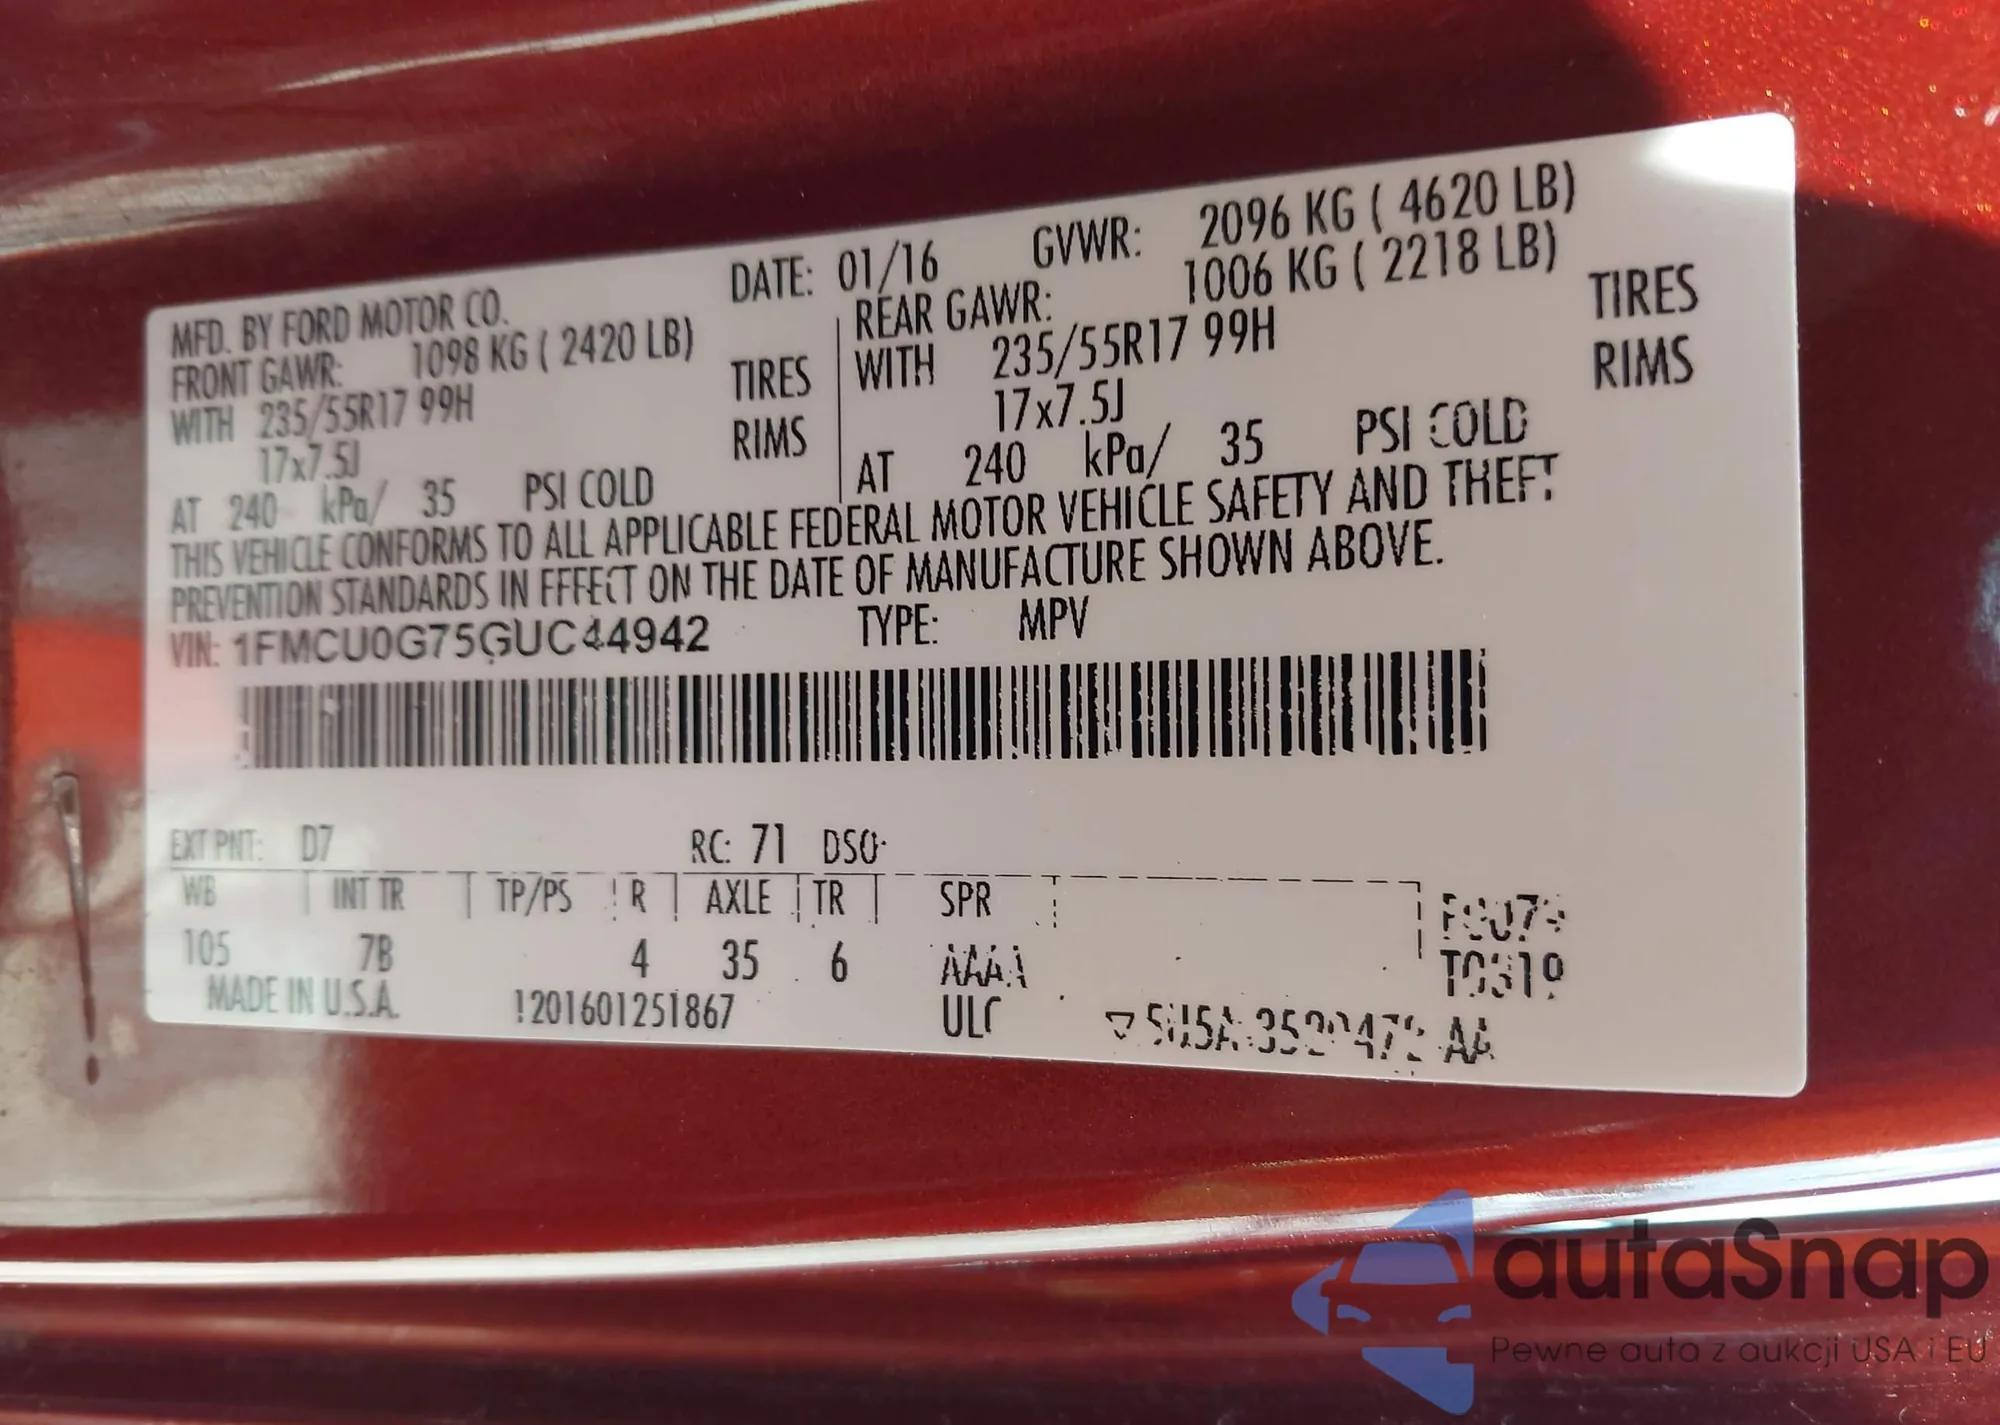 MFD. BY FORD MOTOR CO. DATE: 01/16 GVWR: 2096 KG ( 4620 LB)
FRONT GAWR: 1098 KG ( 2420 LB) REAR GAWR: 1006 KG ( 2218 LB)
WITH 235/55R17 99H TIRES WITH 235/55R17 99H TIRES
17x7.5J RIMS 17x7.5J RIMS
AT 240 kPa/ 35 PSI COLD AT 240 kPa/ 35 PSI COLD
THIS VEHICLE CONFORMS TO ALL APPLICABLE FEDERAL MOTOR VEHICLE SAFETY AND THEFT
PREVENTION STANDARDS IN EFFECT ON THE DATE OF MANUFACTURE SHOWN ABOVE.
VIN: 1FMCU0G75GUC44942 TYPE: MPV
EXT PNT: D7 RC: 71 DSO:
WB INT TR TP/PS R AXLE TR SPR
105 7B 4 35 6 AAAA
MADE IN U.S.A. 1201601251867 ULC
autaSnap
Pewne auta z aukcji USA i EU